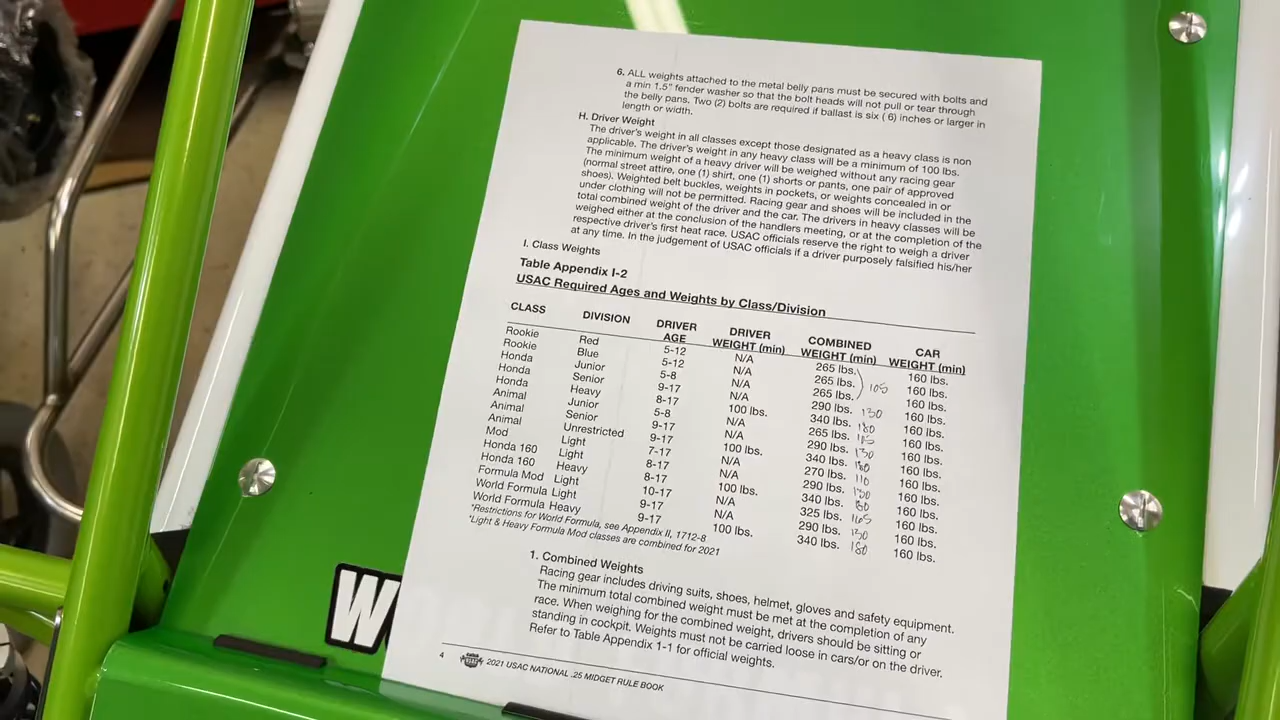 6. ALL weights attached to the metal belly pans must be secured with bolts and
a min 1.5" fender washer so that the bolt heads will not pull or tear through
the belly pans. Two (2) bolts are required if ballast is six ( 6) inches or larger in
length or width.
H. Driver Weight
The driver's weight in all classes except those designated as a heavy class is non
applicable. The driver's weight in any heavy class will be a minimum of 100 lbs.
The minimum weight of a heavy driver will be weighed without any racing gear
(normal street attire, one (1) shirt, one (1) shorts or pants, one pair of approved
shoes). Weighted belt buckles, weights in pockets, or weights concealed in or
under clothing will not be permitted. Racing gear and shoes will be included in the
total combined weight of the driver and the car. The drivers in heavy classes will be
weighed either at the conclusion of the handlers meeting, or at the completion of the
respective driver's first heat race. USAC officials reserve the right to weigh a driver
at any time. In the judgement of USAC officials if a driver purposely falsified his/her
I. Class Weights
Table Appendix I-2
USAC Required Ages and Weights by Class/Division
CLASS DIVISION DRIVER AGE DRIVER WEIGHT (min) COMBINED WEIGHT (min) CAR WEIGHT (min)
Rookie Red 5-12 N/A 265 lbs. 160 lbs.
Rookie Blue 5-12 N/A 265 lbs. 105 160 lbs.
Honda Junior 5-8 N/A 265 lbs. 160 lbs.
Honda Senior 9-17 N/A 290 lbs. 130 160 lbs.
Honda Heavy 8-17 100 lbs. 340 lbs. 180 160 lbs.
Animal Junior 5-8 N/A 265 lbs. 105 160 lbs.
Animal Senior 9-17 N/A 290 lbs. 130 160 lbs.
Animal Unrestricted 9-17 100 lbs. 340 lbs. 180 160 lbs.
Mod Light 7-17 N/A 270 lbs. 110 160 lbs.
Honda 160 Light 8-17 N/A 290 lbs. 130 160 lbs.
Honda 160 Heavy 8-17 100 lbs. 340 lbs. 180 160 lbs.
Formula Mod Light 10-17 N/A 325 lbs. 165 160 lbs.
World Formula Light 9-17 N/A 290 lbs. 130 160 lbs.
World Formula Heavy 9-17 100 lbs. 340 lbs. 180 160 lbs.
*Restrictions for World Formula, see Appendix II, 1712-8
*Light & Heavy Formula Mod classes are combined for 2021
1. Combined Weights
Racing gear includes driving suits, shoes, helmet, gloves and safety equipment.
The minimum total combined weight must be met at the completion of any
race. When weighing for the combined weight, drivers should be sitting or
standing in cockpit. Weights must not be carried loose in cars/or on the driver.
Refer to Table Appendix 1-1 for official weights.
4 2021 USAC NATIONAL .25 MIDGET RULE BOOK
W